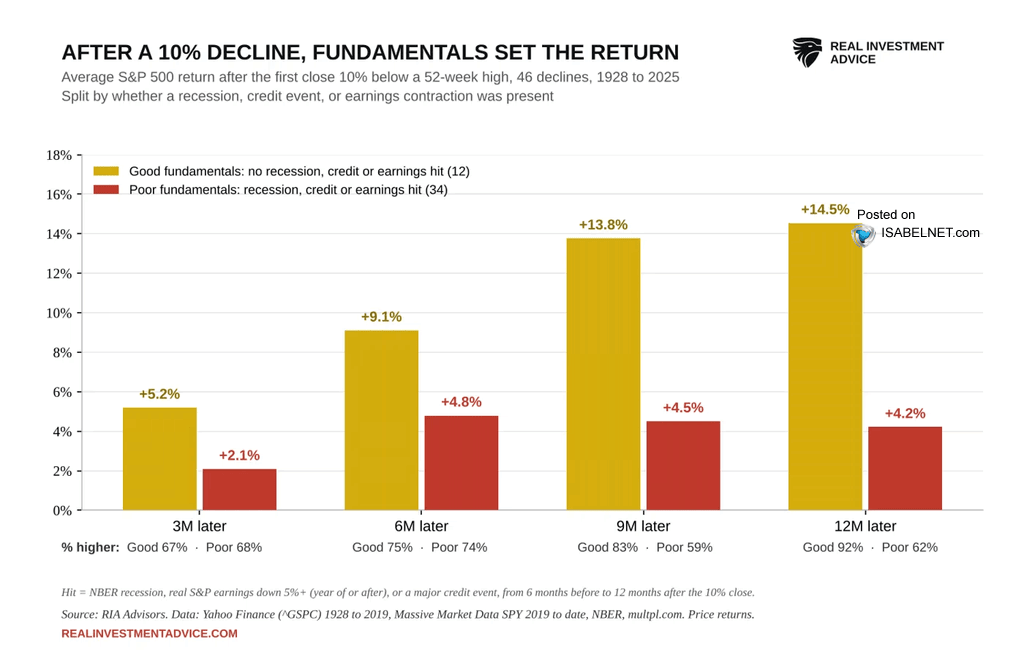 AFTER A 10% DECLINE, FUNDAMENTALS SET THE RETURN
REAL INVESTMENT
ADVICE
Average S&P 500 return after the first close 10% below a 52-week high, 46 declines, 1928 to 2025
Split by whether a recession, credit event, or earnings contraction was present
18%
Good fundamentals: no recession, credit or earnings hit (12)
Poor fundamentals: recession, credit or earnings hit (34)
16%
14%
12%
10%
8%
6%
4%
2%
0%
+5.2%
+2.1%
+9.1%
+4.8%
+13.8%
+4.5%
+14.5%
+4.2%
Posted on
ISABELNET.com
3M later
6M later
9M later
12M later
% higher: Good 67% · Poor 68%
Good 75% · Poor 74%
Good 83% · Poor 59%
Good 92% · Poor 62%
Hit = NBER recession, real S&P earnings down 5%+ (year of or after), or a major credit event, from 6 months before to 12 months after the 10% close.
Source: RIA Advisors. Data: Yahoo Finance (^GSPC) 1928 to 2019, Massive Market Data SPY 2019 to date, NBER, multpl.com. Price returns.
REALINVESTMENTADVICE.COM